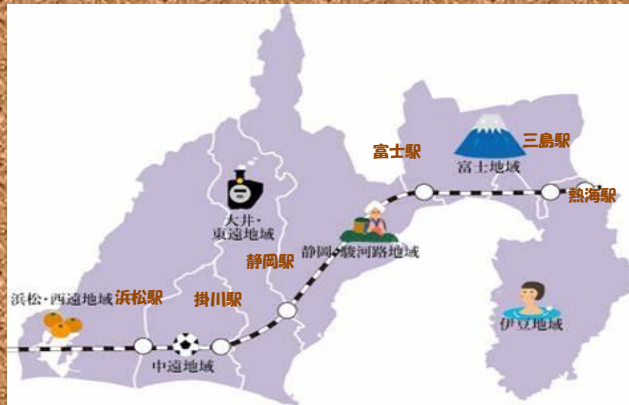 富士駅
三島駅
富士地域
熱海駅
大井・
東遠地域
静岡・駿河路地域
静岡駅
浜松・西遠地域
浜松駅
掛川駅
伊豆地域
中遠地域